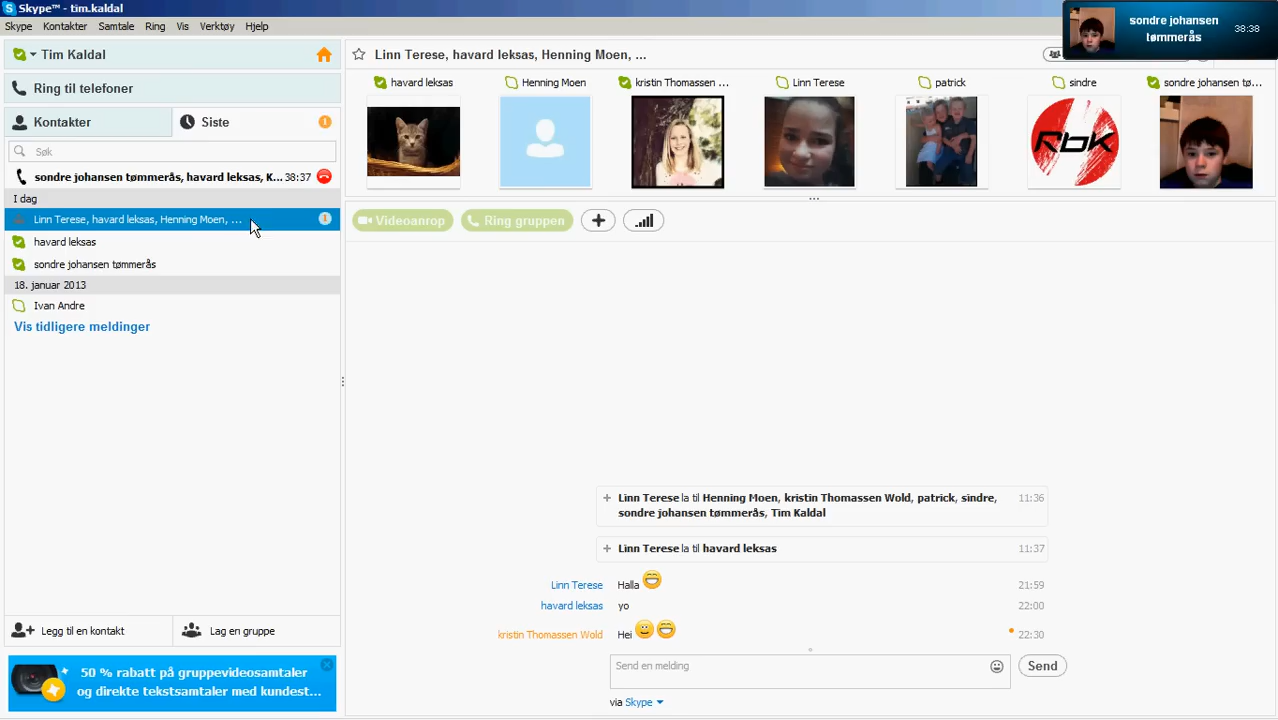 Skype™ - tim.kaldal
Skype Kontakter Samtale Ring Vis Verktøy Hjelp
sondre johansen
tømmerås
38:38
Tim Kaldal
Ring til telefoner
Kontakter
Siste
Søk
sondre johansen tømmerås, havard leksas, K... 38:37
I dag
Linn Terese, havard leksas, Henning Moen, ...
havard leksas
sondre johansen tømmerås
18. januar 2013
Ivan Andre
Vis tidligere meldinger
Legg til en kontakt
Lag en gruppe
50 % rabatt på gruppevideosamtaler
og direkte tekstsamtaler med kundest...
Linn Terese, havard leksas, Henning Moen, ...
havard leksas
Henning Moen
kristin Thomassen ...
Linn Terese
patrick
sindre
sondre johansen tø...
RBK
Videoanrop
Ring gruppen
Linn Terese la til Henning Moen, kristin Thomassen Wold, patrick, sindre, 11:36
sondre johansen tømmerås, Tim Kaldal
Linn Terese la til havard leksas 11:37
Linn Terese Halla 21:59
havard leksas yo 22:00
kristin Thomassen Wold Hei 22:30
Send en melding
Send
via Skype